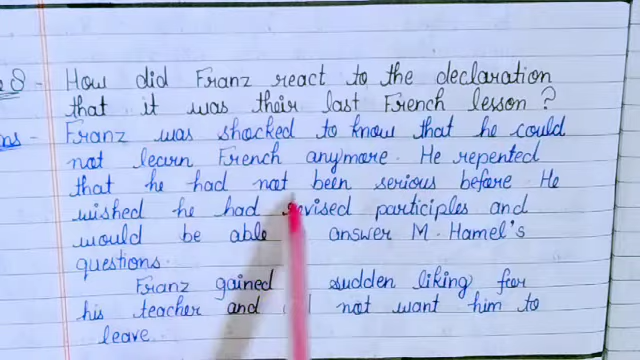 8 - How did Franz react to the declaration
that it was their last French lesson?
Ans - Franz was shocked to know that he could
not learn French anymore. He repented
that he had not been serious before. He
wished he had revised participles and
would be able answer M. Hamel's
questions.
Franz gained sudden liking for
his teacher and not want him to
leave.